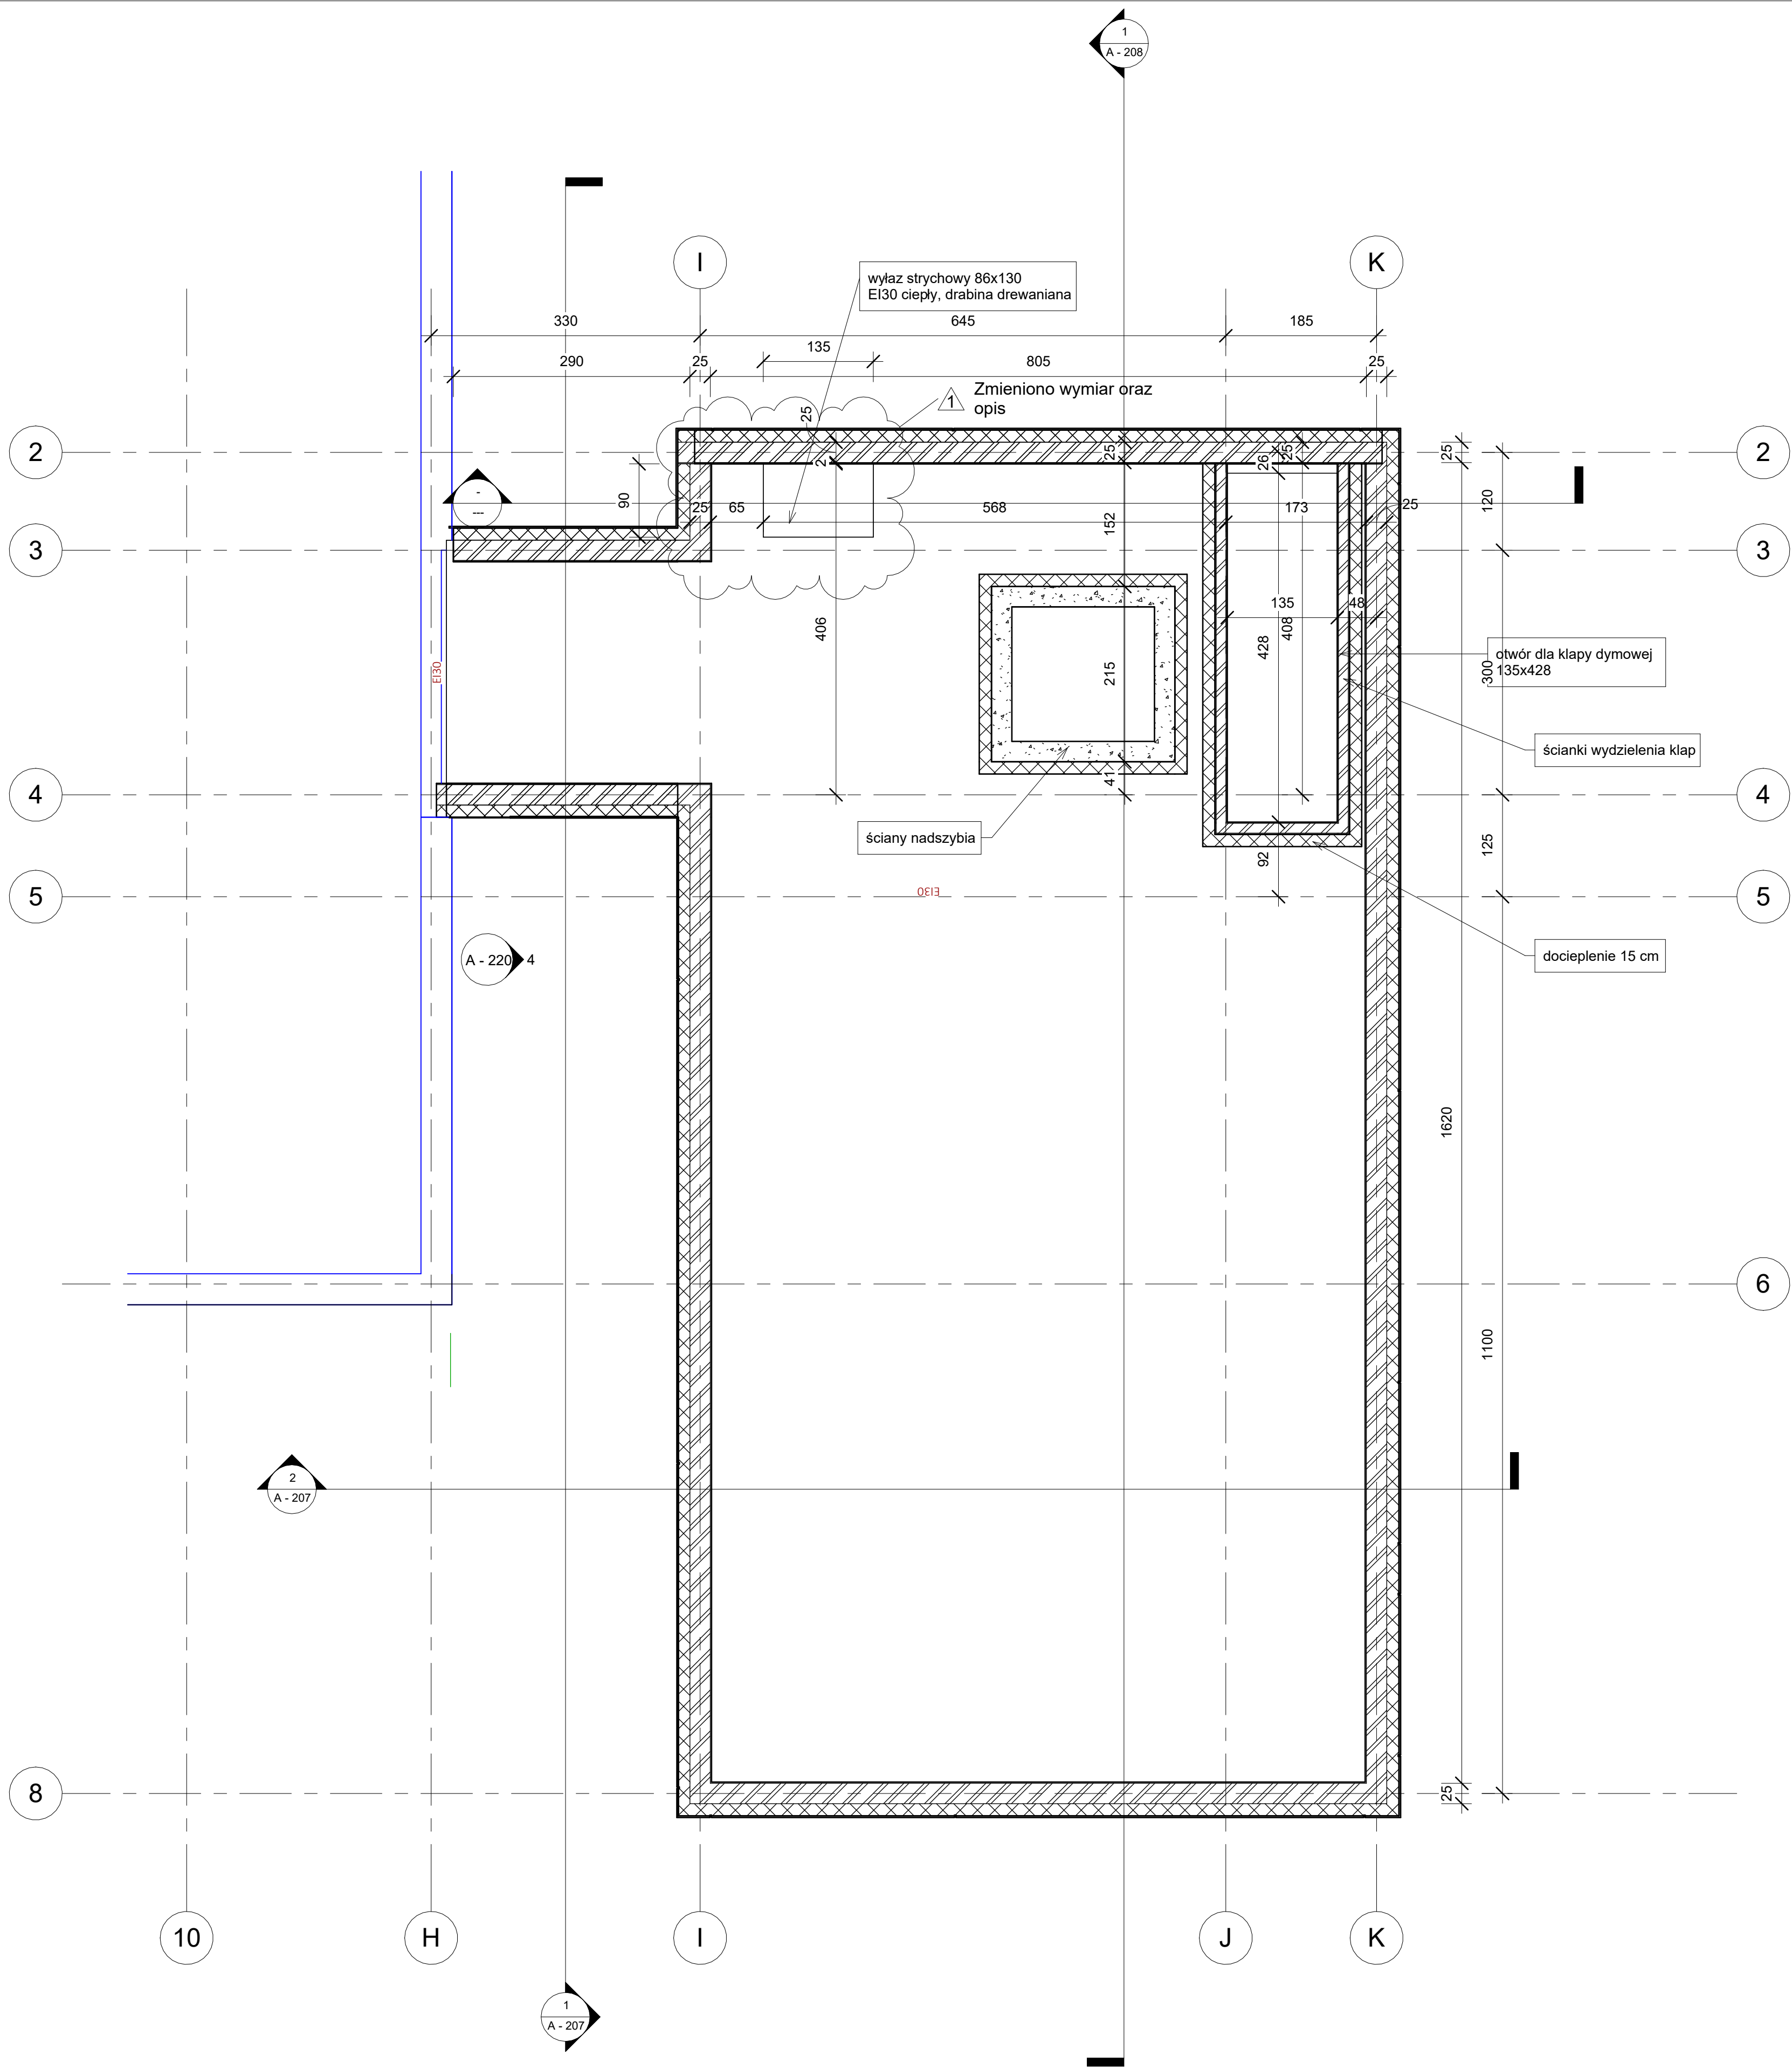 1
A - 208
I
K
wyłaz strychowy 86x130
EI30 ciepły, drabina drewaniana
330
645
185
135
290
25
805
25
1
Zmieniono wymiar oraz
opis
2
25
25
26
25
25
2
2
120
90
-
---
25
65
568
173
25
152
3
3
135
48
406
428
408
215
300
EI30
otwór dla klapy dymowej
135x428
ścianki wydzielenia klap
41
4
4
ściany nadszybia
92
125
5
EI30
5
A - 220
4
docieplenie 15 cm
1620
6
1100
2
A - 207
8
25
10
H
I
J
K
1
A - 207